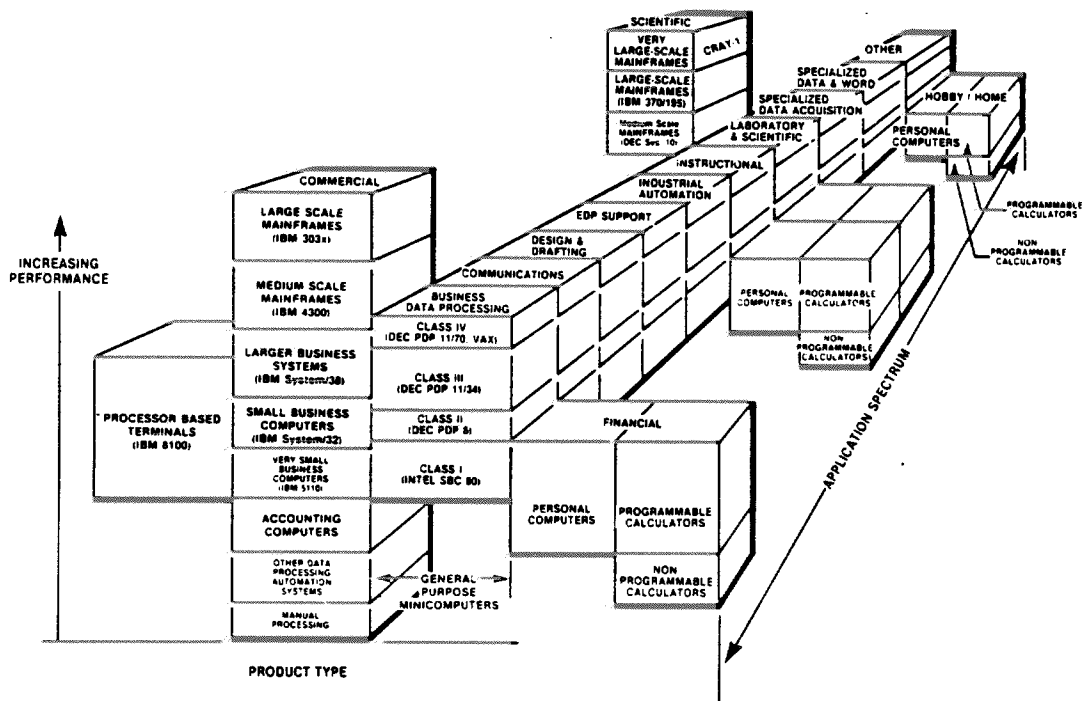 SCIENTIFIC
VERY
LARGE-SCALE
MAINFRAMES
CRAY-1
LARGE-SCALE
MAINFRAMES
(IBM 370/195)
Medium Scale
MAINFRAMES
(DEC Sys. 10)
OTHER
SPECIALIZED
DATA & WORD
SPECIALIZED
DATA ACQUISITION
LABORATORY
& SCIENTIFIC
INSTRUCTIONAL
INDUSTRIAL
AUTOMATION
EDP SUPPORT
DESIGN &
DRAFTING
COMMUNICATIONS
BUSINESS
DATA PROCESSING
HOBBY / HOME
PERSONAL
COMPUTERS
PROGRAMMABLE
CALCULATORS
NON
PROGRAMMABLE
CALCULATORS
COMMERCIAL
LARGE SCALE
MAINFRAMES
(IBM 303x)
MEDIUM SCALE
MAINFRAMES
(IBM 4300)
LARGER BUSINESS
SYSTEMS
(IBM System/38)
SMALL BUSINESS
COMPUTERS
(IBM System/32)
VERY SMALL
BUSINESS
COMPUTERS
(IBM 5110)
ACCOUNTING
COMPUTERS
OTHER DATA
PROCESSING
AUTOMATION
SYSTEMS
MANUAL
PROCESSING
INCREASING
PERFORMANCE
PROCESSOR BASED
TERMINALS
(IBM 8100)
CLASS IV
(DEC PDP 11/70, VAX)
CLASS III
(DEC PDP 11/34)
CLASS II
(DEC PDP 8)
CLASS I
(INTEL SBC 80)
GENERAL
PURPOSE
MINICOMPUTERS
PERSONAL
COMPUTERS
PROGRAMMABLE
CALCULATORS
NON
PROGRAMMABLE
CALCULATORS
FINANCIAL
PERSONAL
COMPUTERS
PROGRAMMABLE
CALCULATORS
NON
PROGRAMMABLE
CALCULATORS
APPLICATION SPECTRUM
PRODUCT TYPE